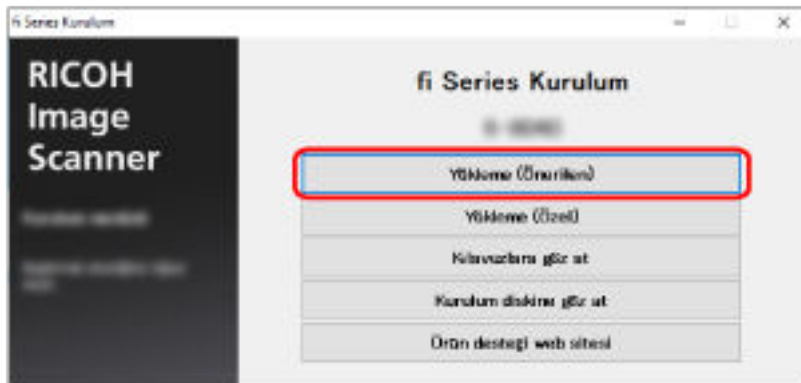 fi Series Kurulum
RICOH
Image
Scanner
fi Series Kurulum
Yükleme (Önerilen)
Yükleme (Özel)
Kılavuzlara göz at
Kurulum diskine göz at
Ürün desteği web sitesi